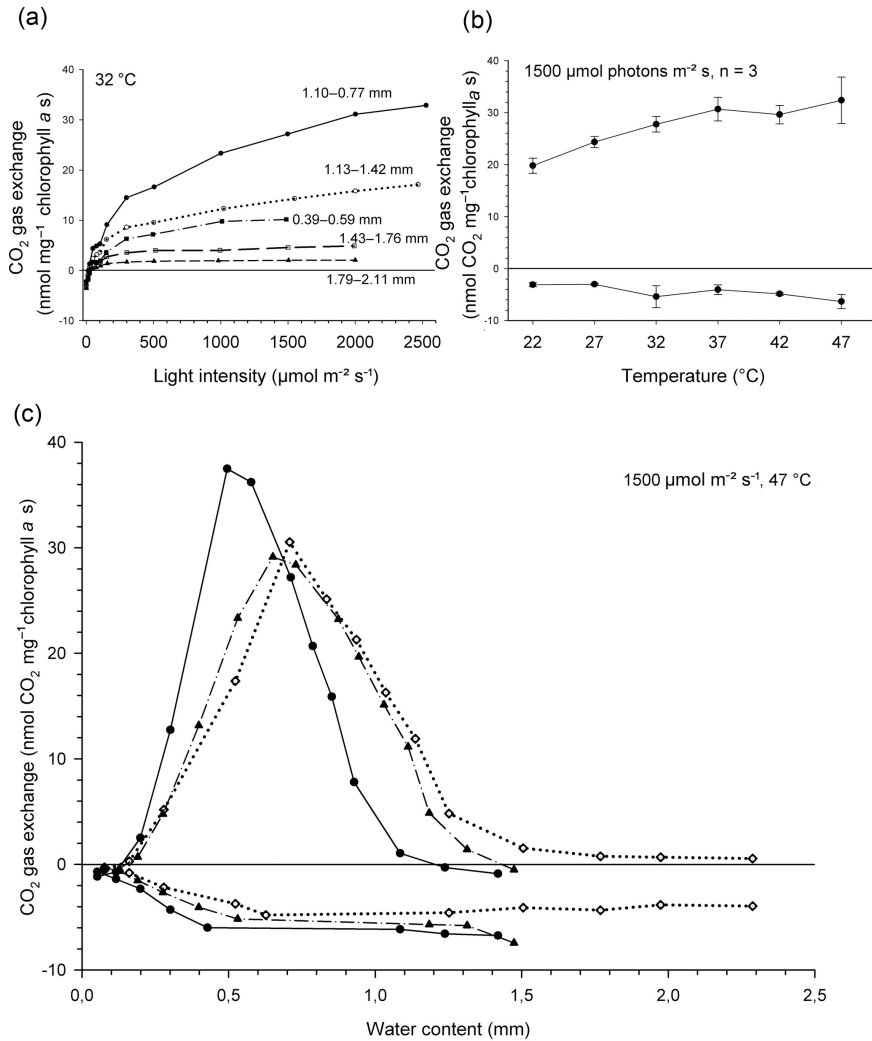 (a)
CO₂ gas exchange
(nmol mg⁻¹ chlorophyll a s)
40
30
20
10
0
-10
32 °C
1.10–0.77 mm
1.13–1.42 mm
0.39–0.59 mm
1.43–1.76 mm
1.79–2.11 mm
0 500 1000 1500 2000 2500
Light intensity (µmol m⁻² s⁻¹)
(b)
CO₂ gas exchange
(nmol CO₂ mg⁻¹chlorophylla s)
40
30
20
10
0
-10
1500 µmol photons m⁻² s, n = 3
22 27 32 37 42 47
Temperature (°C)
(c)
CO₂ gas exchange (nmol CO₂ mg⁻¹chlorophyll a s)
40
30
20
10
0
-10
1500 µmol m⁻² s⁻¹, 47 °C
0,0 0,5 1,0 1,5 2,0 2,5
Water content (mm)